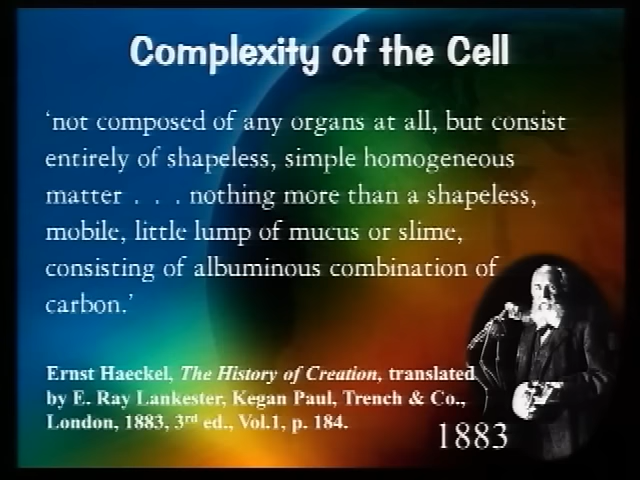 Complexity of the Cell
‘not composed of any organs at all, but consist
entirely of shapeless, simple homogeneous
matter . . . nothing more than a shapeless,
mobile, little lump of mucus or slime,
consisting of albuminous combination of
carbon.’
Ernst Haeckel, The History of Creation, translated
by E. Ray Lankester, Kegan Paul, Trench & Co.,
London, 1883, 3rd ed., Vol.1, p. 184.
1883